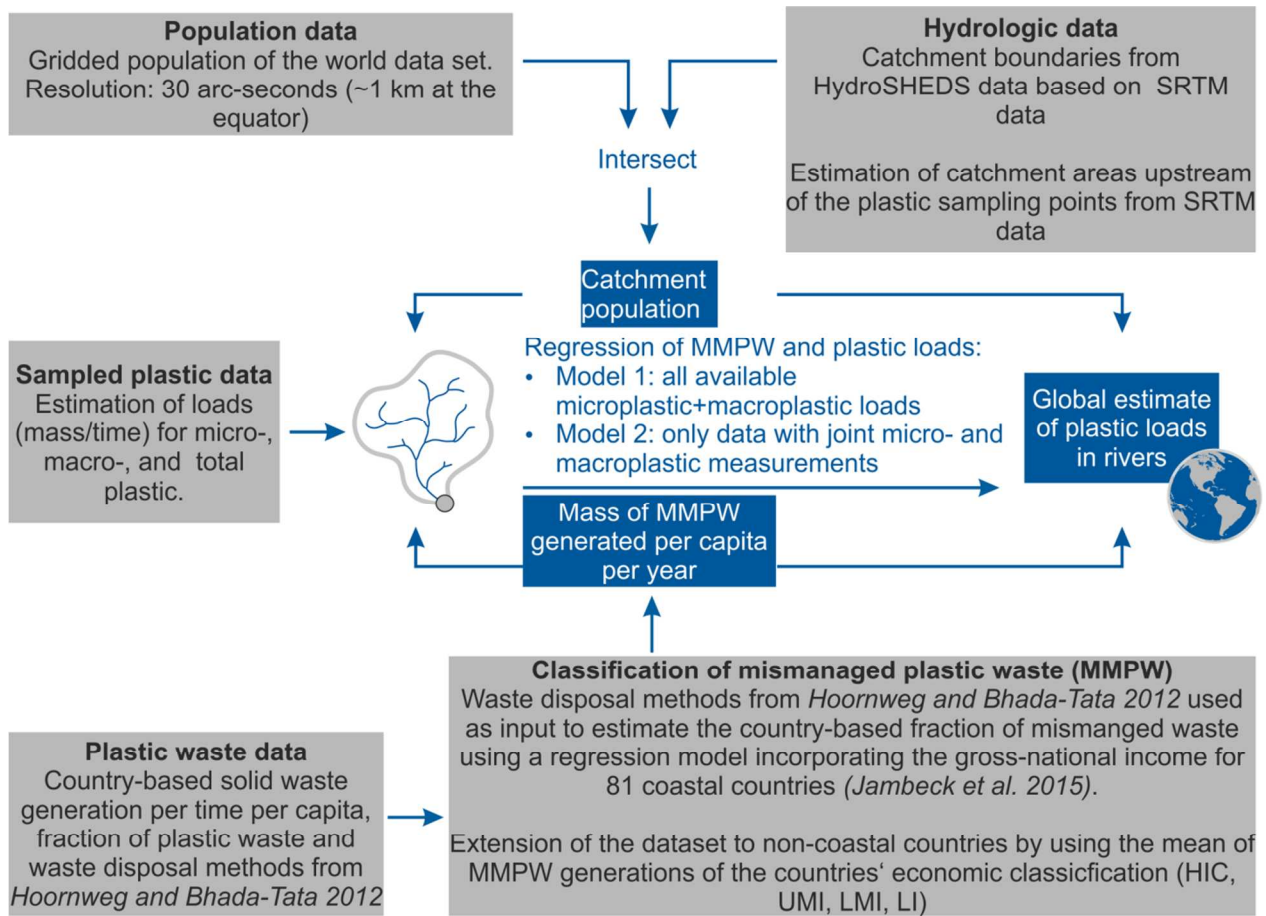 Population data
Gridded population of the world data set.
Resolution: 30 arc-seconds (~1 km at the
equator)
Hydrologic data
Catchment boundaries from
HydroSHEDS data based on SRTM
data
Estimation of catchment areas upstream
of the plastic sampling points from SRTM
data
Intersect
Catchment
population
Sampled plastic data
Estimation of loads
(mass/time) for micro-,
macro-, and total
plastic.
Regression of MMPW and plastic loads:
• Model 1: all available
microplastic+macroplastic loads
• Model 2: only data with joint micro- and
macroplastic measurements
Global estimate
of plastic loads
in rivers
Mass of MMPW
generated per capita
per year
Plastic waste data
Country-based solid waste
generation per time per capita,
fraction of plastic waste and
waste disposal methods from
Hoornweg and Bhada-Tata 2012
Classification of mismanaged plastic waste (MMPW)
Waste disposal methods from Hoornweg and Bhada-Tata 2012 used
as input to estimate the country-based fraction of mismanged waste
using a regression model incorporating the gross-national income for
81 coastal countries (Jambeck et al. 2015).
Extension of the dataset to non-coastal countries by using the mean of
MMPW generations of the countries‘ economic classicfication (HIC,
UMI, LMI, LI)